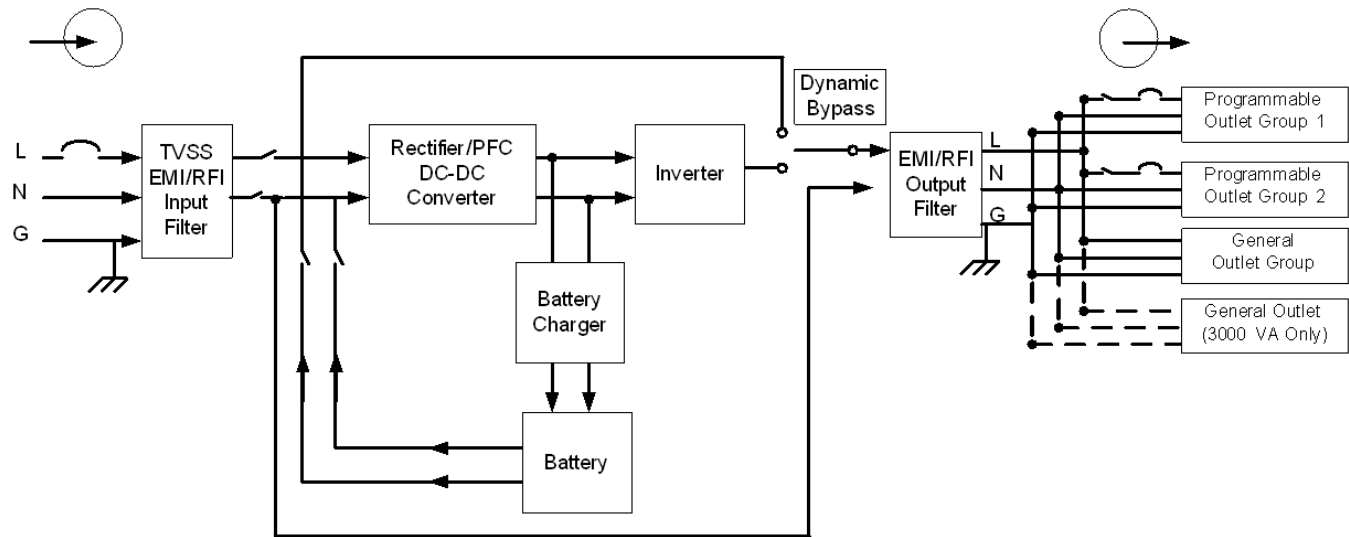 Dynamic
Bypass
L
N
G
TVSS
EMI/RFI
Input
Filter
Rectifier/PFC
DC-DC
Converter
Inverter
EMI/RFI
Output
Filter
L
N
G
Programmable
Outlet Group 1
Programmable
Outlet Group 2
General
Outlet Group
General Outlet
(3000 VA Only)
Battery
Charger
Battery